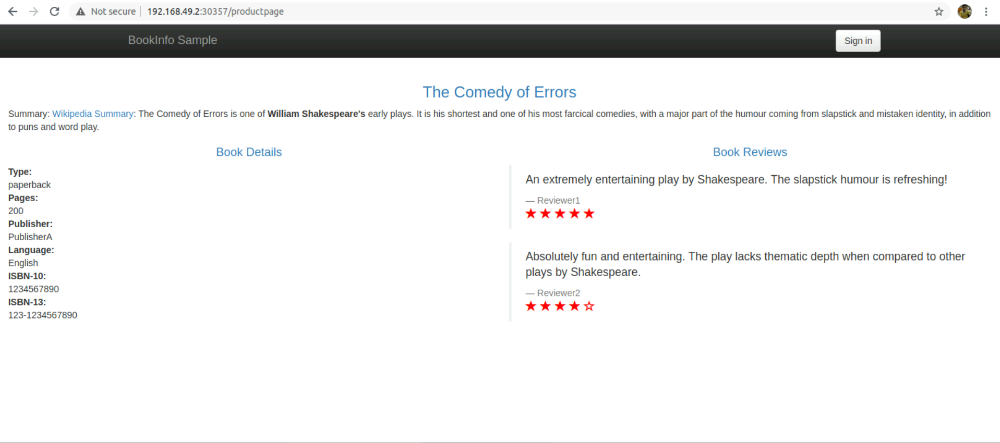 Not secure | 192.168.49.2:30357/productpage
BookInfo Sample
Sign in
The Comedy of Errors
Summary: Wikipedia Summary: The Comedy of Errors is one of William Shakespeare's early plays. It is his shortest and one of his most farcical comedies, with a major part of the humour coming from slapstick and mistaken identity, in addition
to puns and word play.
Book Details
Type:
paperback
Pages:
200
Publisher:
PublisherA
Language:
English
ISBN-10:
1234567890
ISBN-13:
123-1234567890
Book Reviews
An extremely entertaining play by Shakespeare. The slapstick humour is refreshing!
— Reviewer1
Absolutely fun and entertaining. The play lacks thematic depth when compared to other
plays by Shakespeare.
— Reviewer2